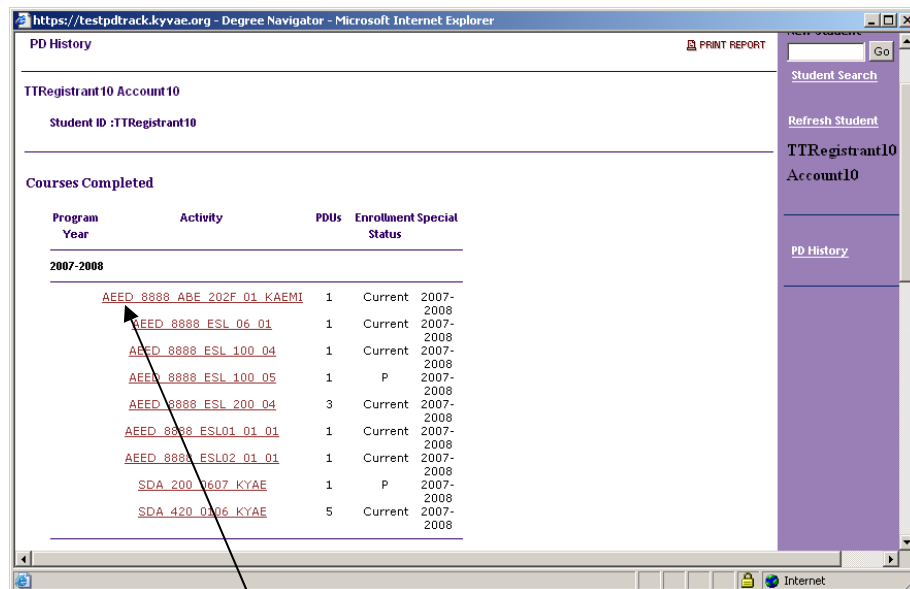 https://testpdtrack.kyvae.org - Degree Navigator - Microsoft Internet Explorer
PD History
PRINT REPORT
Go
Student Search
Refresh Student
TTRegistrant10
Account10
PD History
TTRegistrant10 Account10
Student ID :TTRegistrant10
Courses Completed
Program Year Activity PDUs Enrollment Status Special
2007-2008
AEED 8888 ABE 202F 01 KAEMI 1 Current 2007-2008
AEED 8888 ESL 06 01 1 Current 2007-2008
AEED 8888 ESL 100 04 1 Current 2007-2008
AEED 8888 ESL 100 05 1 P 2007-2008
AEED 8888 ESL 200 04 3 Current 2007-2008
AEED 8888 ESL01 01 01 1 Current 2007-2008
AEED 8888 ESL02 01 01 1 Current 2007-2008
SDA 200 0607 KYAE 1 P 2007-2008
SDA 420 0106 KYAE 5 Current 2007-2008
Internet